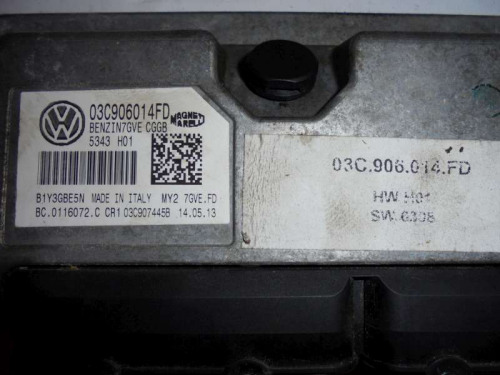 03C906014FD
MAGNETI MARELLI
BENZIN7GVE CGGB
5343 H01
B1Y3GBE5N MADE IN ITALY MY2 7GVE.FD
BC.0116072.C CR1 03C907445B 14.05.13
03C.906.014.FD
HW H01
SW.